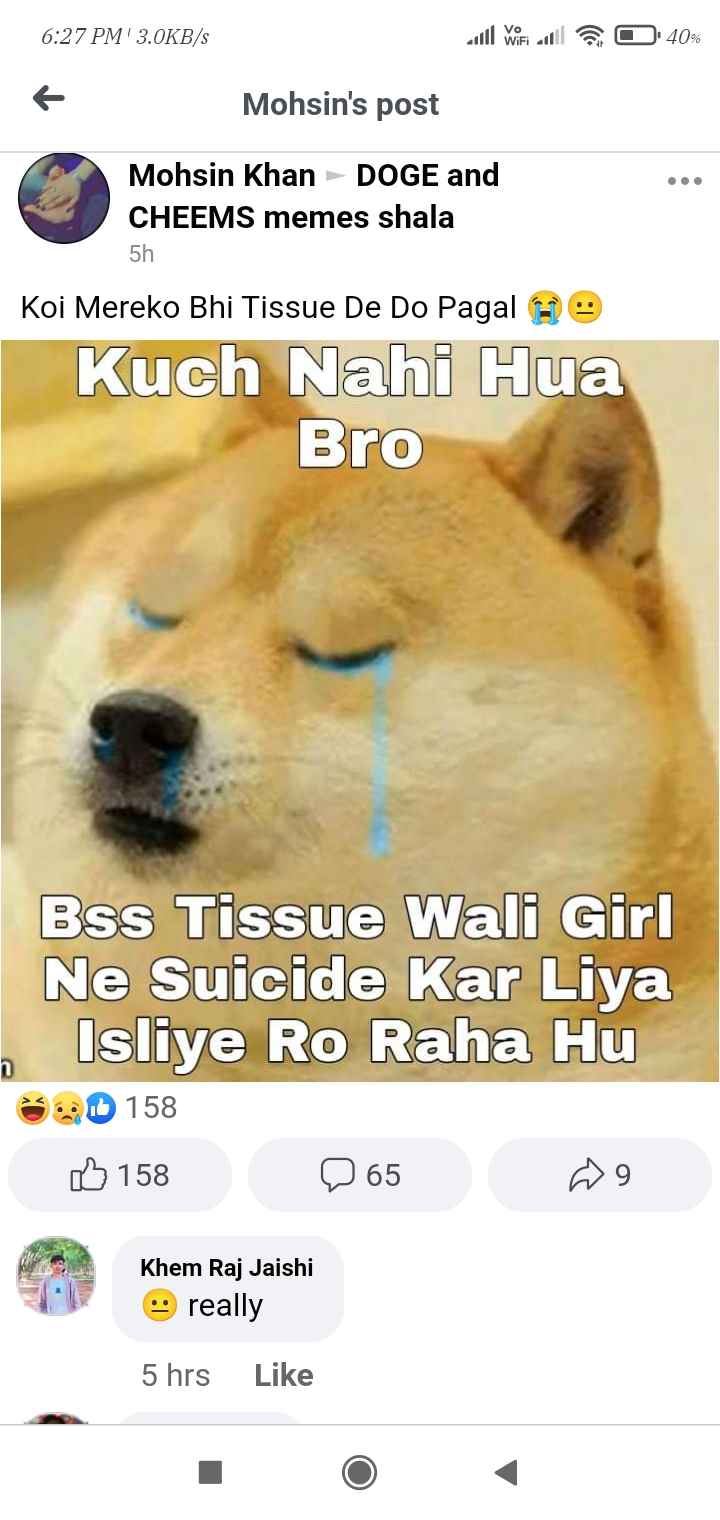 6:27 PM' 3.0KB/s
Vo WiFi
40%
Mohsin's post
Mohsin Khan ► DOGE and
CHEEMS memes shala
5h
Koi Mereko Bhi Tissue De Do Pagal 😭😐
Kuch Nahi Hua
Bro
Bss Tissue Wali Girl
Ne Suicide Kar Liya
Isliye Ro Raha Hu
158
158
65
9
Khem Raj Jaishi
😐 really
5 hrs Like